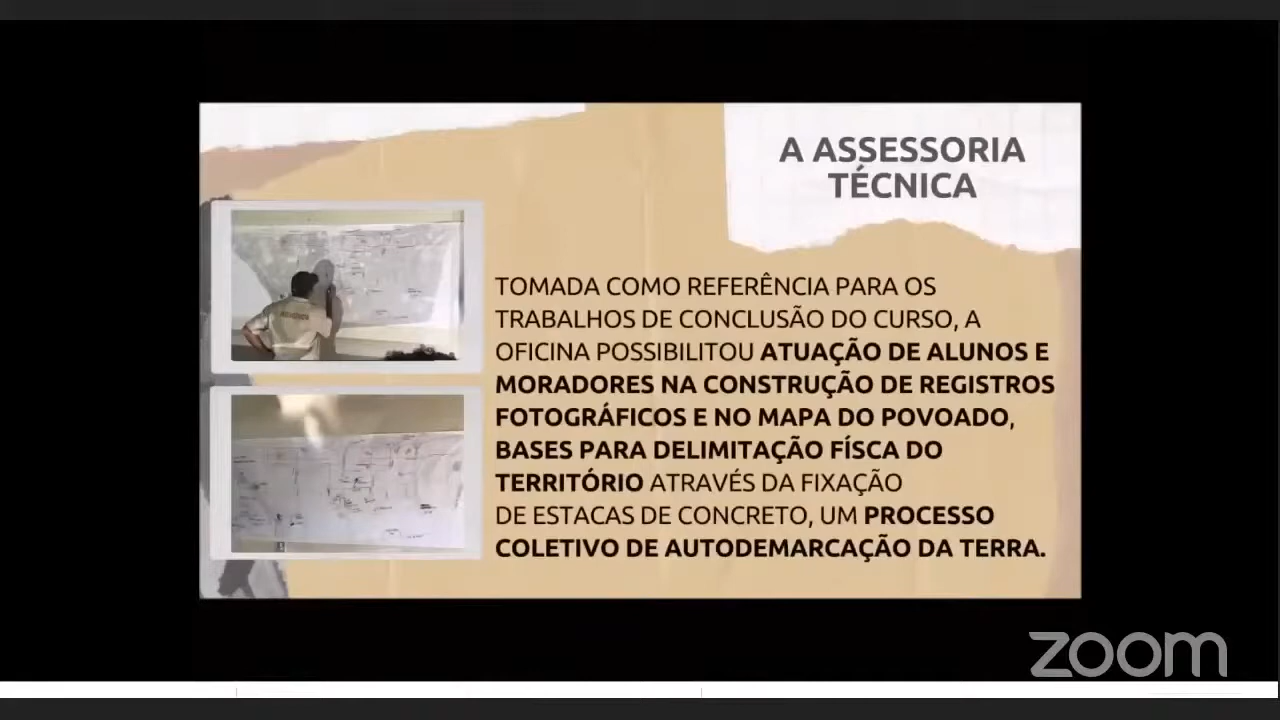 A ASSESSORIA
TÉCNICA
TOMADA COMO REFERÊNCIA PARA OS
TRABALHOS DE CONCLUSÃO DO CURSO, A
OFICINA POSSIBILITOU ATUAÇÃO DE ALUNOS E
MORADORES NA CONSTRUÇÃO DE REGISTROS
FOTOGRÁFICOS E NO MAPA DO POVOADO,
BASES PARA DELIMITAÇÃO FÍSCA DO
TERRITÓRIO ATRAVÉS DA FIXAÇÃO
DE ESTACAS DE CONCRETO, UM PROCESSO
COLETIVO DE AUTODEMARCAÇÃO DA TERRA.
zoom